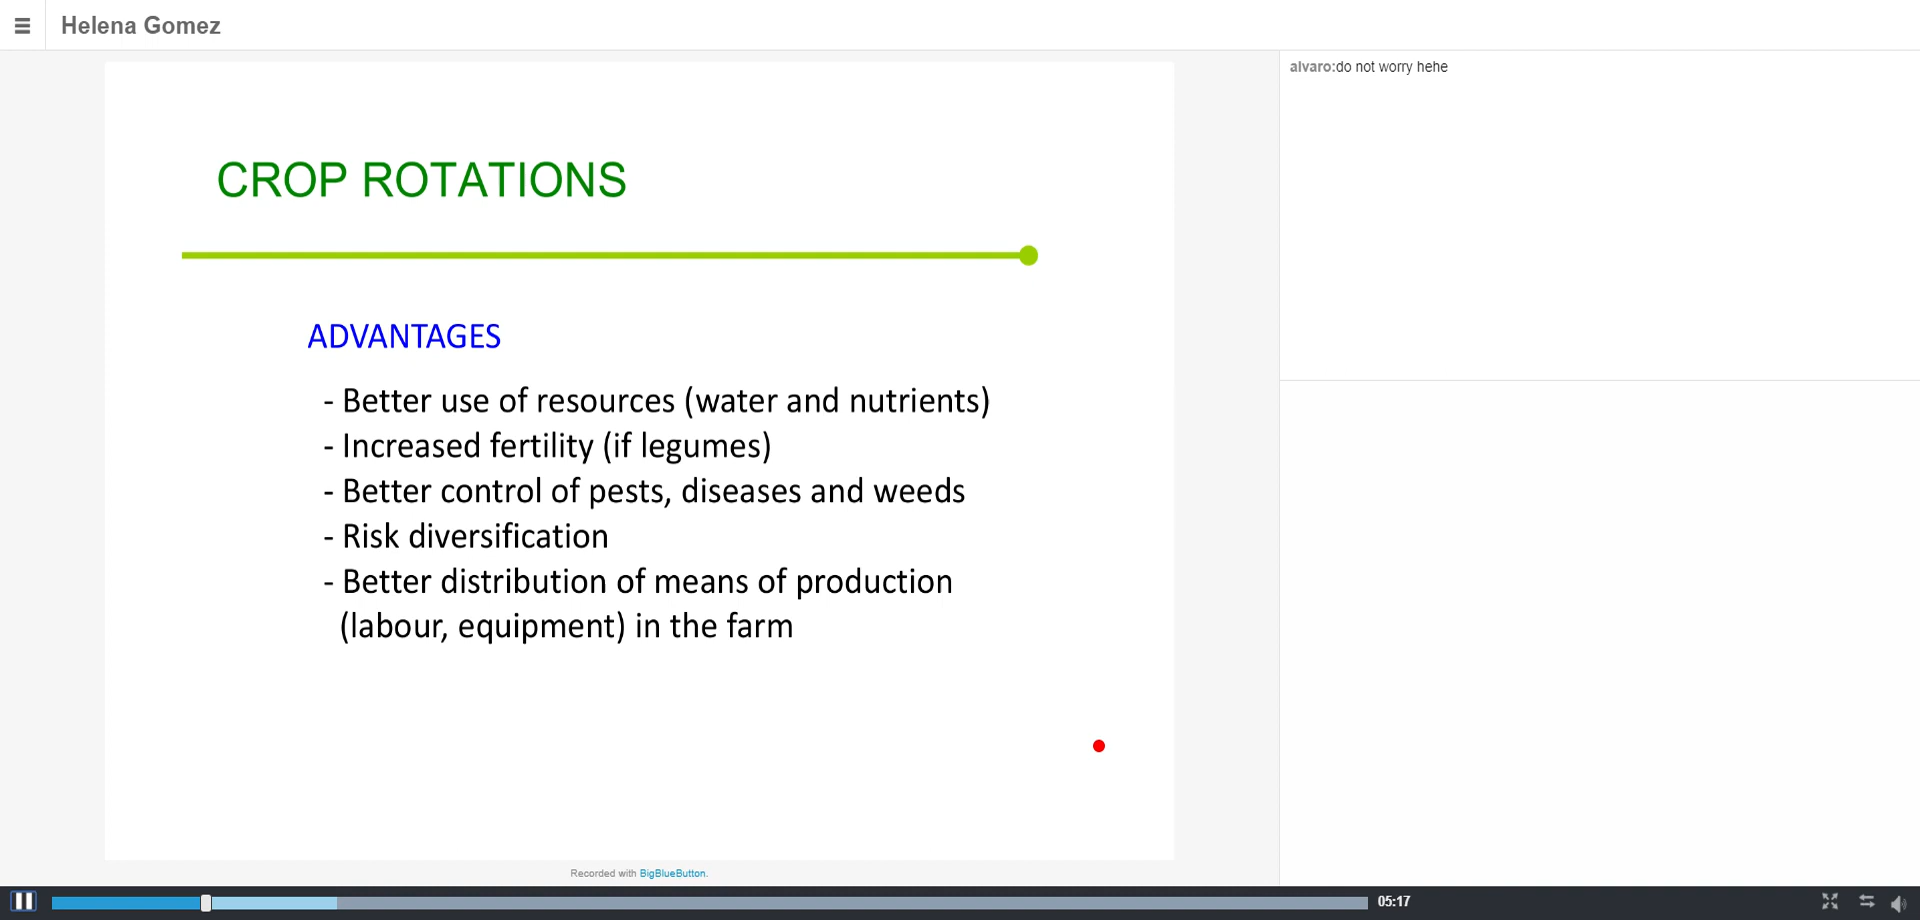 Helena Gomez
alvaro:do not worry hehe
CROP ROTATIONS
ADVANTAGES
- Better use of resources (water and nutrients)
- Increased fertility (if legumes)
- Better control of pests, diseases and weeds
- Risk diversification
- Better distribution of means of production
(labour, equipment) in the farm
Recorded with BigBlueButton.
05:17